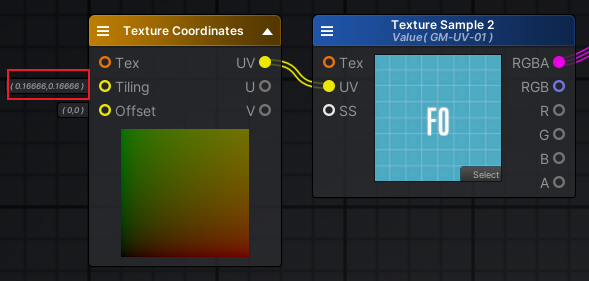 Texture Coordinates
Tex
UV
( 0.16666,0.16666 )
Tiling
U
( 0,0 )
Offset
V
Texture Sample 2
Value( GM-UV-01 )
Tex
RGBA
UV
RGB
SS
R
G
B
A
F0
Select